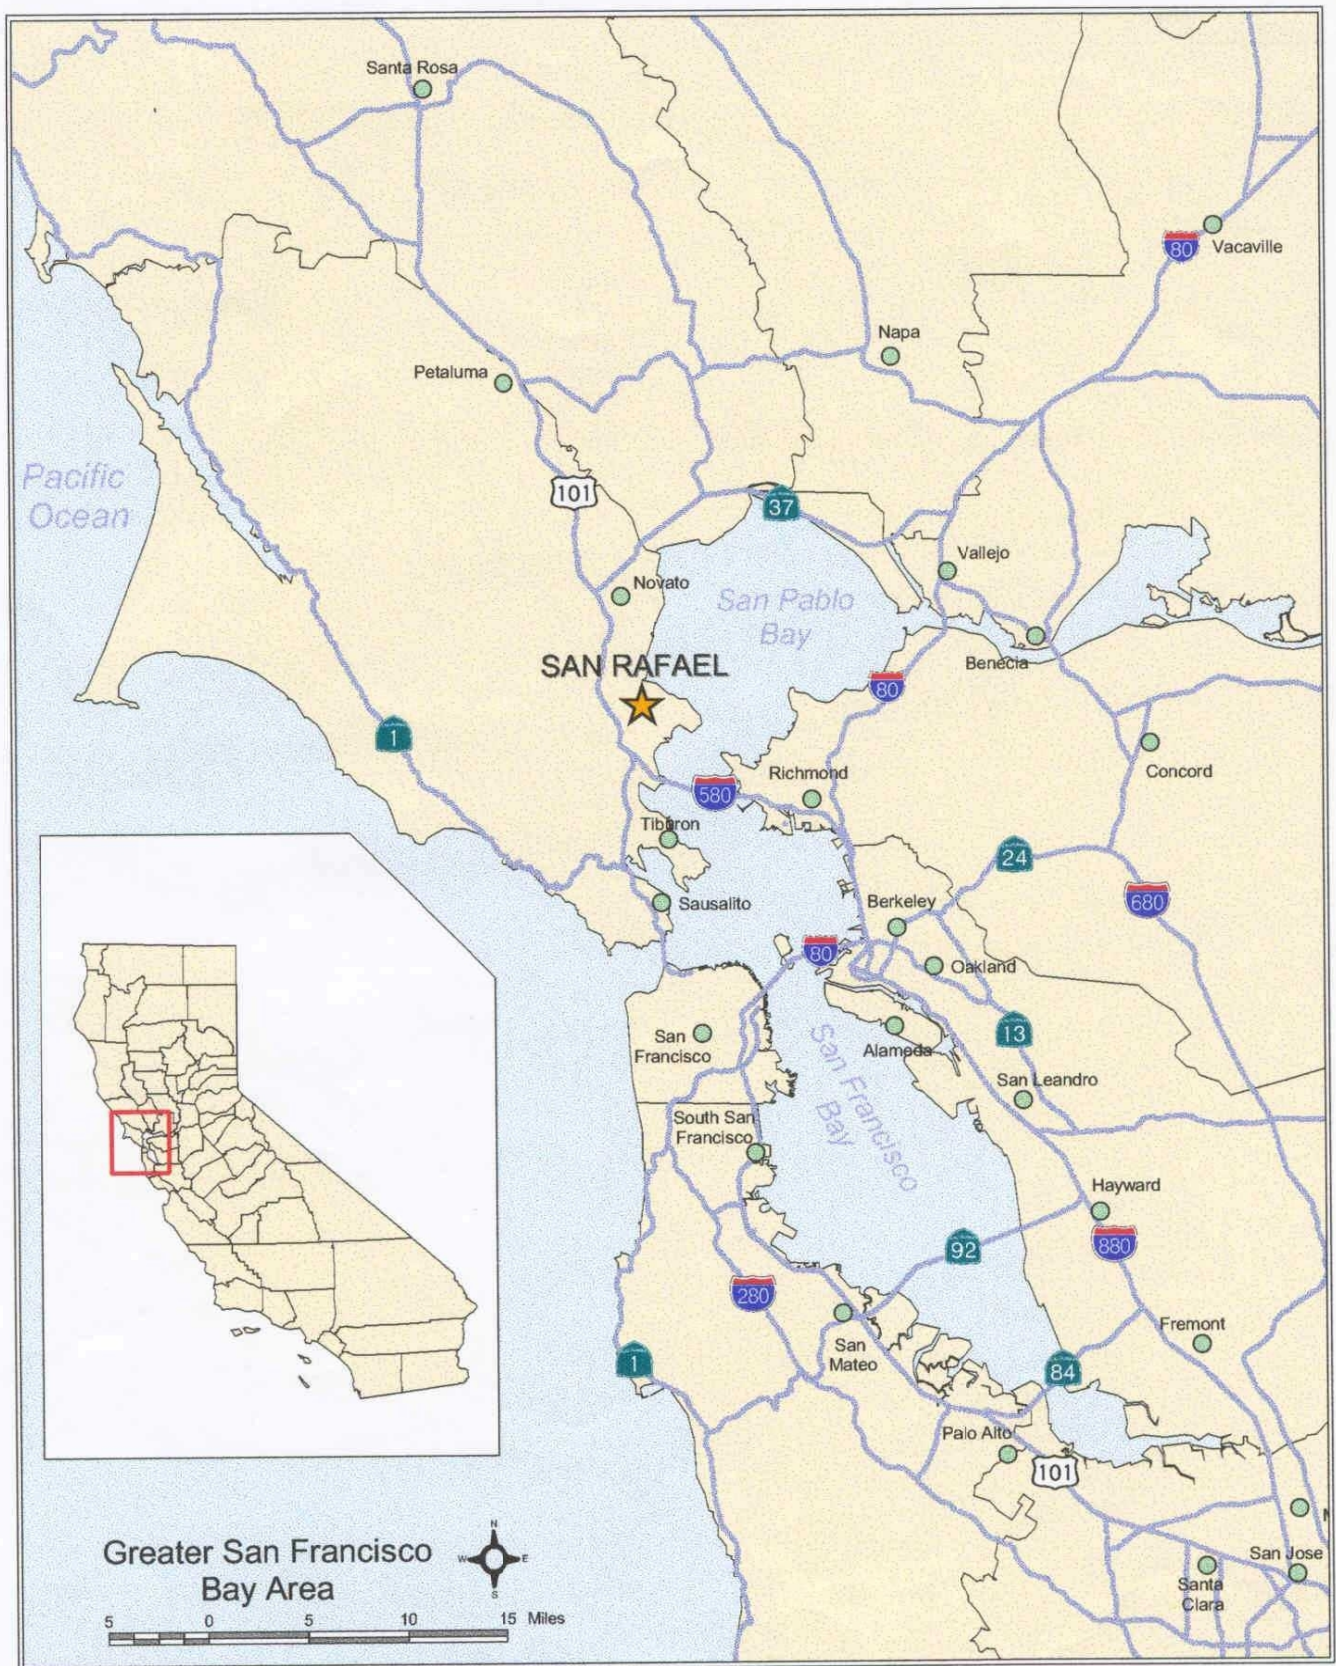 Santa Rosa
80
Vacaville
Napa
Petaluma
Pacific
Ocean
101
37
Vallejo
Novato
San Pablo
Bay
Benecia
SAN RAFAEL
80
1
Concord
Richmond
580
Tiburon
24
680
Berkeley
Sausalito
80
Oakland
San
Francisco
Alameda
13
San Francisco
Bay
San Leandro
South San
Francisco
Hayward
92
880
280
Fremont
San
Mateo
1
84
Palo Alto
101
San Jose
Santa
Clara
Greater San Francisco
Bay Area
N
W
E
S
5 0 5 10 15 Miles